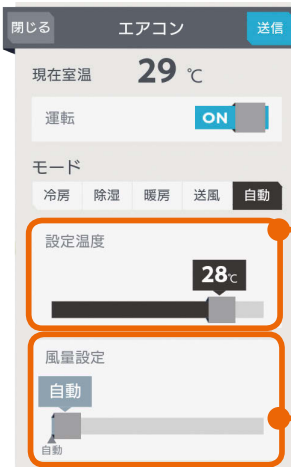 閉じる エアコン 送信
現在室温 29 ℃
運転 ON
モード
冷房 除湿 暖房 送風 自動
設定温度
28℃
風量設定
自動
自動